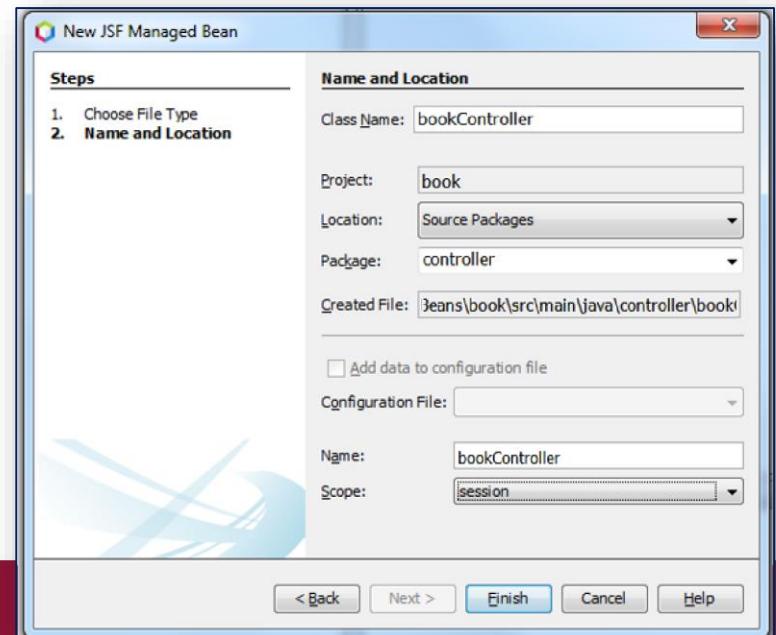 New JSF Managed Bean
Steps
1. Choose File Type
2. Name and Location
Name and Location
Class Name: bookController
Project: book
Location: Source Packages
Package: controller
Created File: Beans\book\src\main\java\controller\book
Add data to configuration file
Configuration File:
Name: bookController
Scope: session
< Back Next > Finish Cancel Help